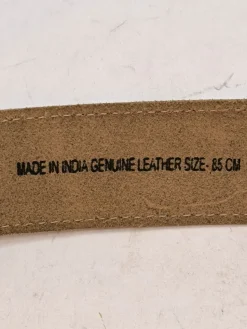 MADE IN INDIA GENUINE LEATHER SIZE- 85 CM